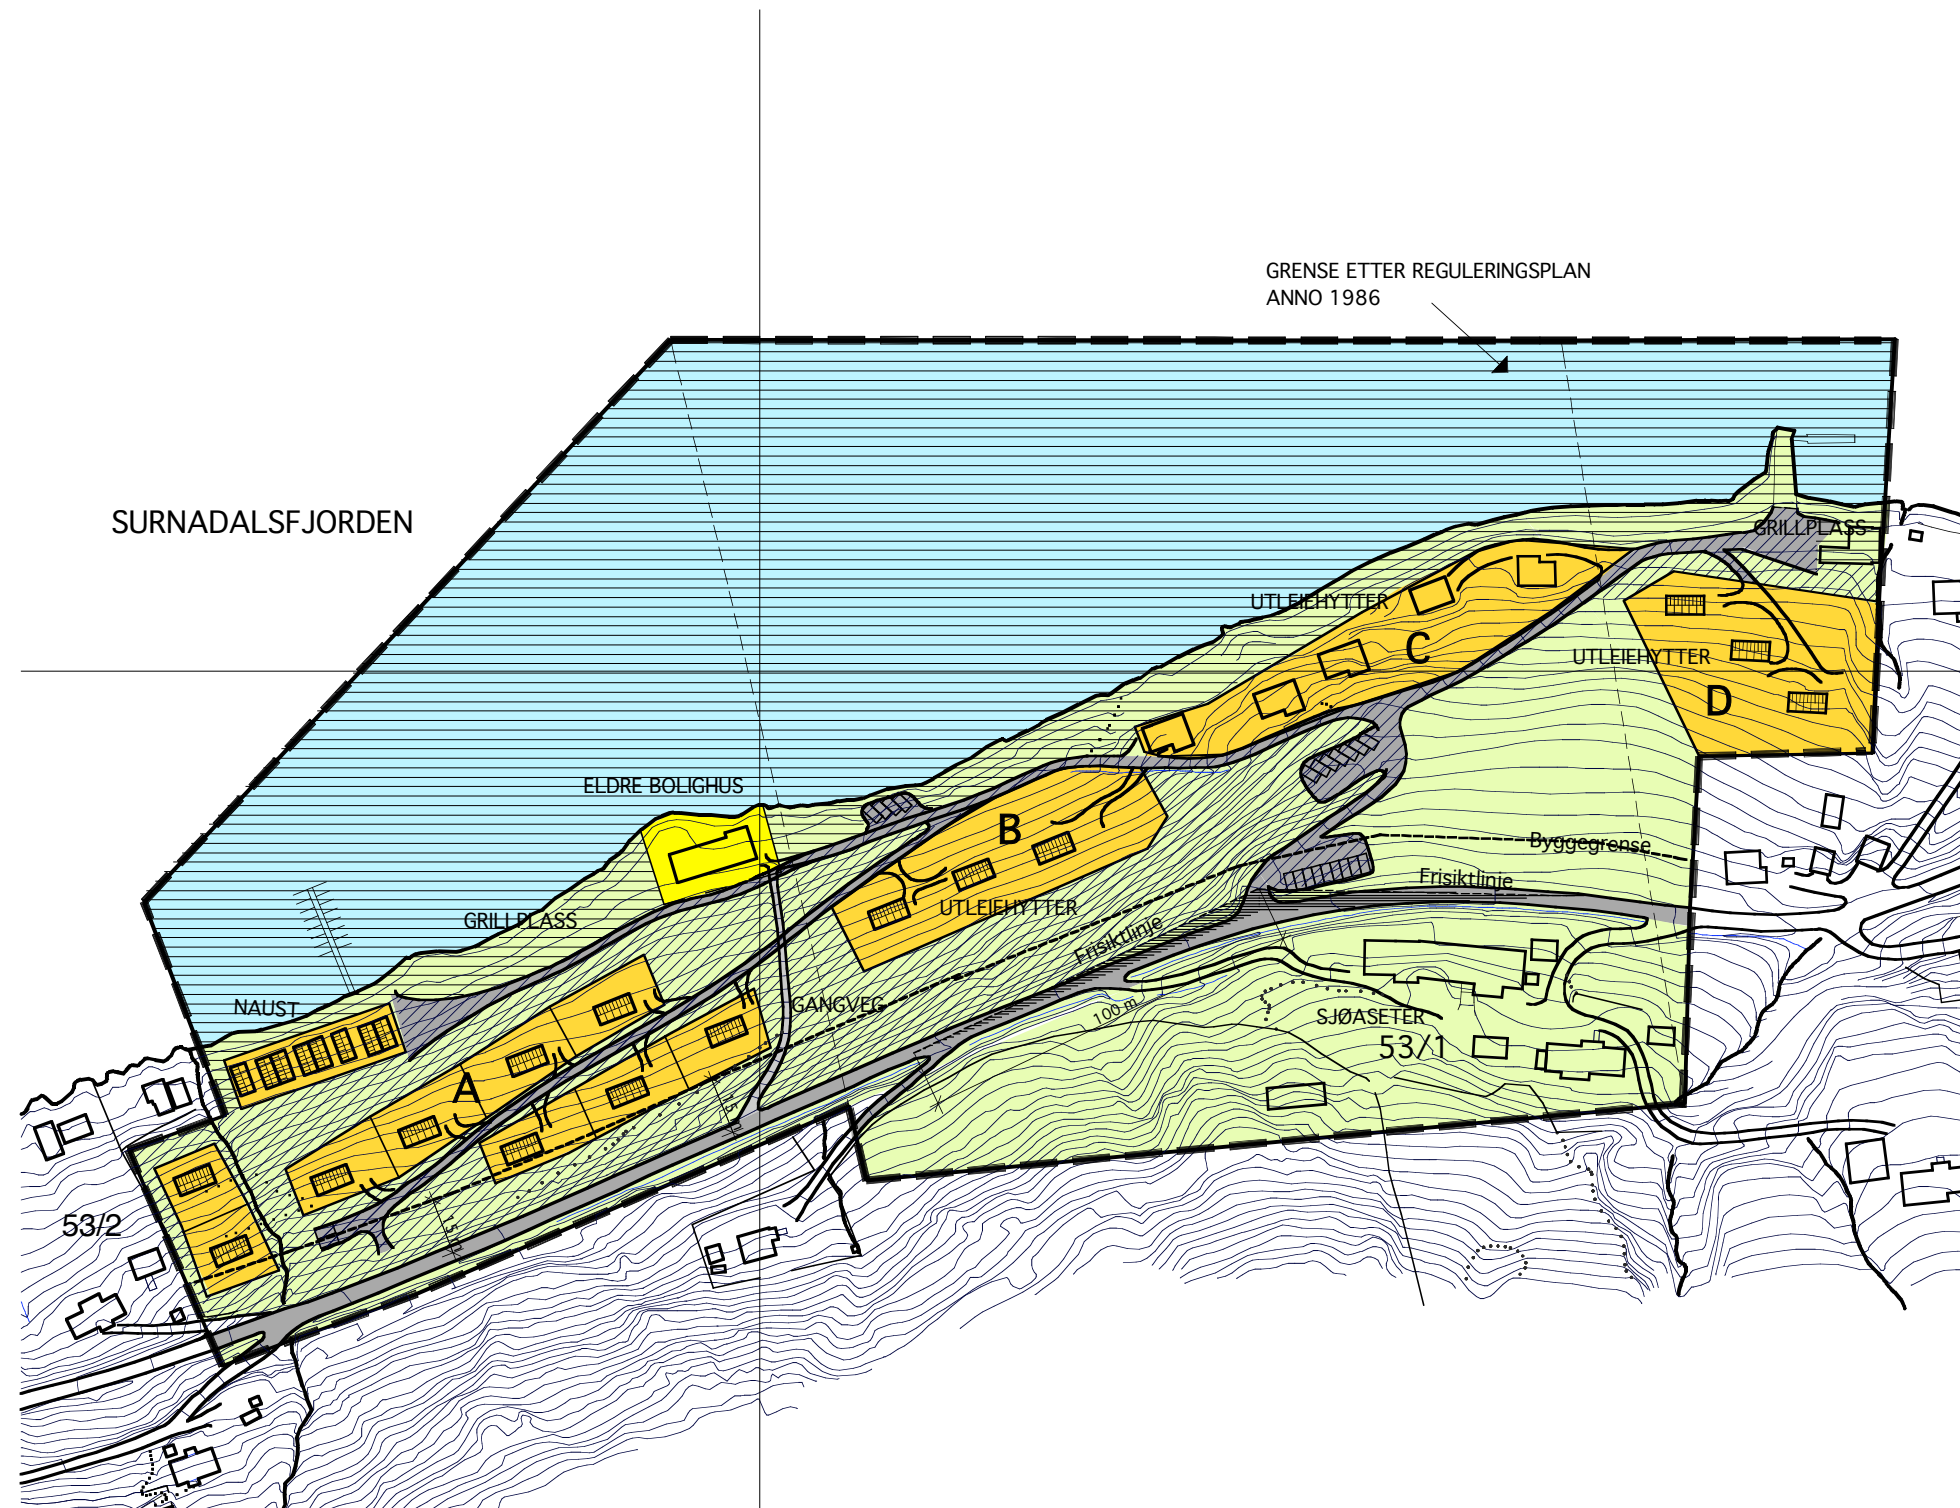 GRENSE ETTER REGULERINGSPLAN
ANNO 1986
SURNADALSFJORDEN
GRILLPLASS
UTLEIEHYTTER
C
UTLEIEHYTTER
D
ELDRE BOLIGHUS
B
Byggegrense
Frisiktlinje
UTLEIEHYTTER
GRILLPLASS
Frisiktlinje
NAUST
GANGVEG
100 m
SJØASETER
53/1
A
15 m
53/2